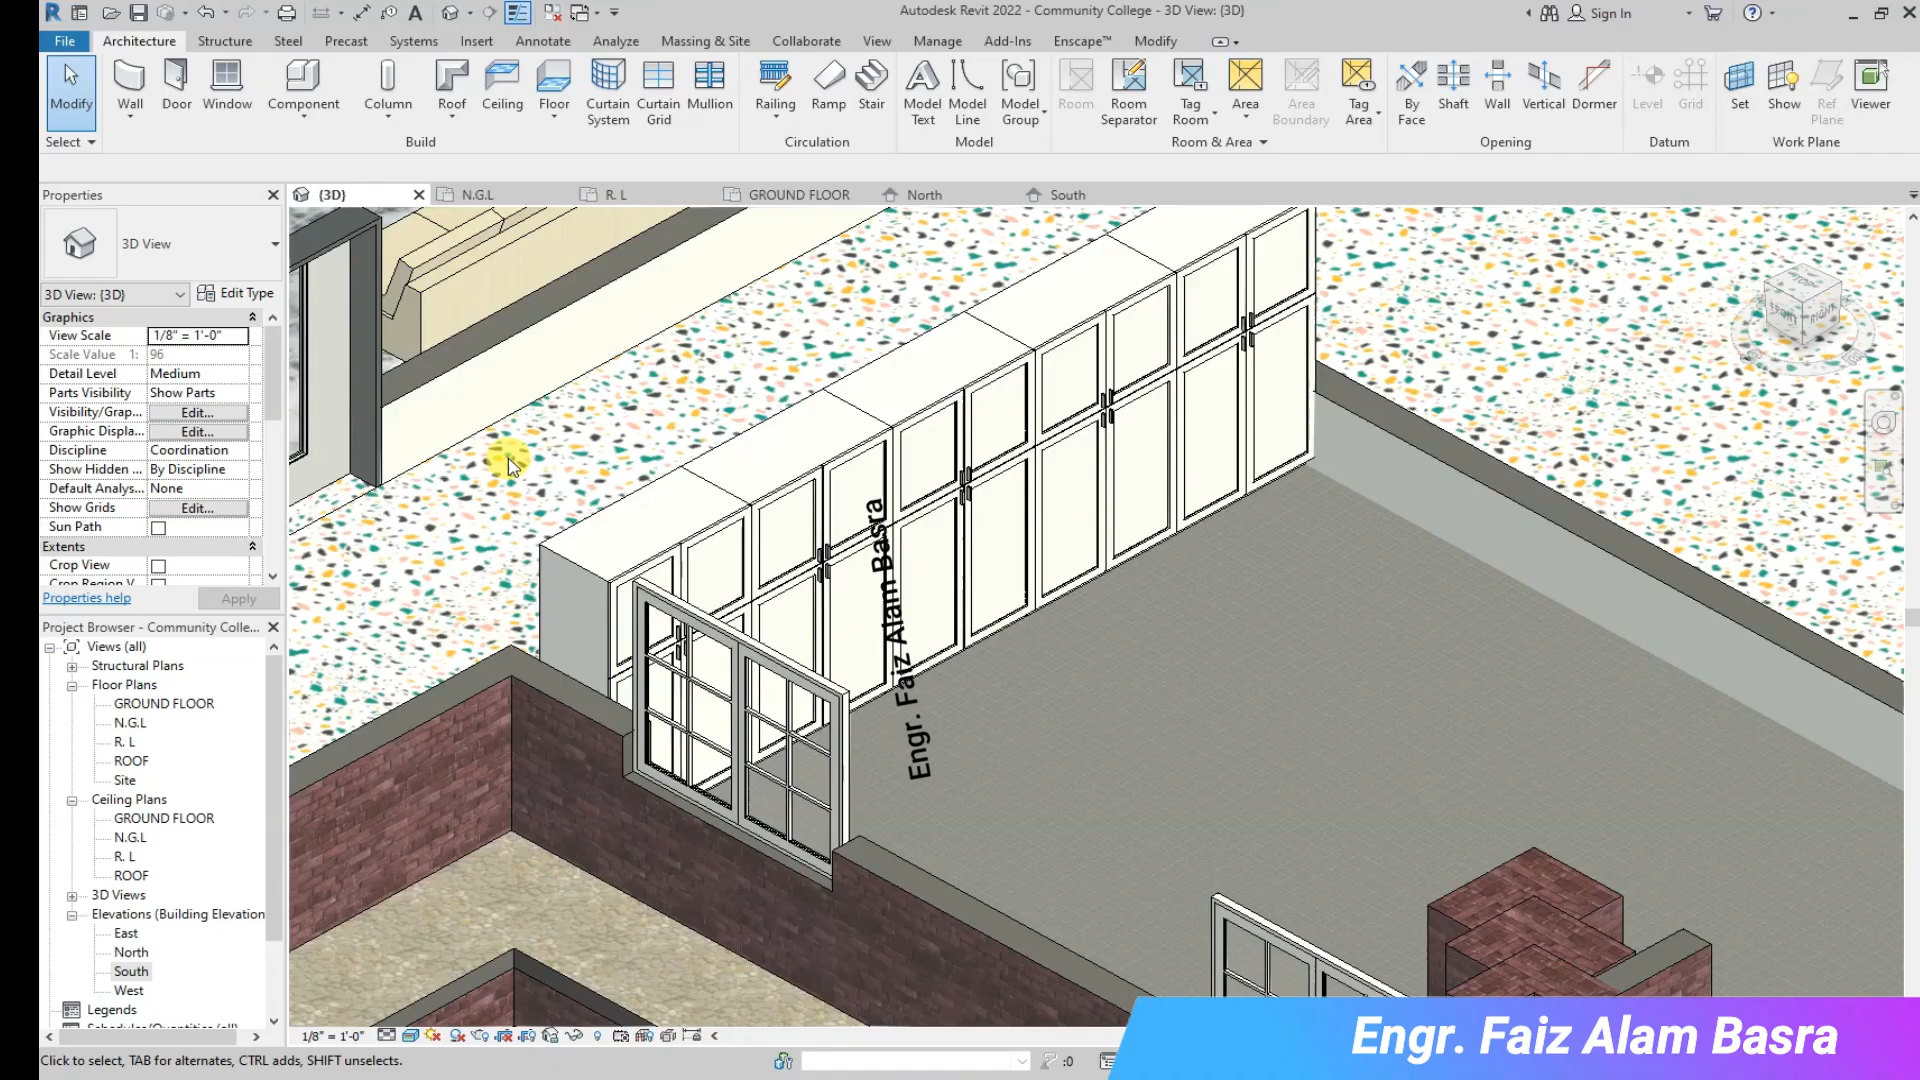 Autodesk Revit 2022 - Community College - 3D View: {3D}
Sign In
File Architecture Structure Steel Precast Systems Insert Annotate Analyze Massing & Site Collaborate View Manage Add-Ins Enscape™ Modify
Modify Wall Door Window Component Column Roof Ceiling Floor Curtain System Curtain Grid Mullion Railing Ramp Stair Model Text Model Line Model Group Room Room Separator Tag Room Area Area Boundary Tag Area By Face Shaft Wall Vertical Dormer Level Grid Set Show Ref Plane Viewer
Select Build Circulation Model Room & Area Opening Datum Work Plane
Properties
{3D} N.G.L R. L GROUND FLOOR North South
3D View
3D View: {3D} Edit Type
Graphics
View Scale 1/8" = 1'-0"
Scale Value 1: 96
Detail Level Medium
Parts Visibility Show Parts
Visibility/Grap... Edit...
Graphic Displa... Edit...
Discipline Coordination
Show Hidden ... By Discipline
Default Analys... None
Show Grids Edit...
Sun Path
Extents
Crop View
Properties help Apply
Project Browser - Community Colle...
Views (all)
Structural Plans
Floor Plans
GROUND FLOOR
N.G.L
R. L
ROOF
Site
Ceiling Plans
GROUND FLOOR
N.G.L
R. L
ROOF
3D Views
Elevations (Building Elevation
East
North
South
West
Legends
TOP
FRONT
RIGHT
Engr. Faiz Alam Basra
1/8" = 1'-0"
Click to select, TAB for alternates, CTRL adds, SHIFT unselects.
:0
Engr. Faiz Alam Basra